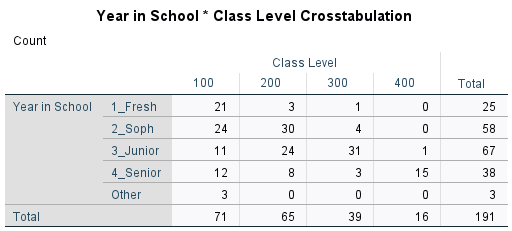 Year in School * Class Level Crosstabulation
Count
Class Level
100 200 300 400 Total
Year in School 1_Fresh 21 3 1 0 25
2_Soph 24 30 4 0 58
3_Junior 11 24 31 1 67
4_Senior 12 8 3 15 38
Other 3 0 0 0 3
Total 71 65 39 16 191